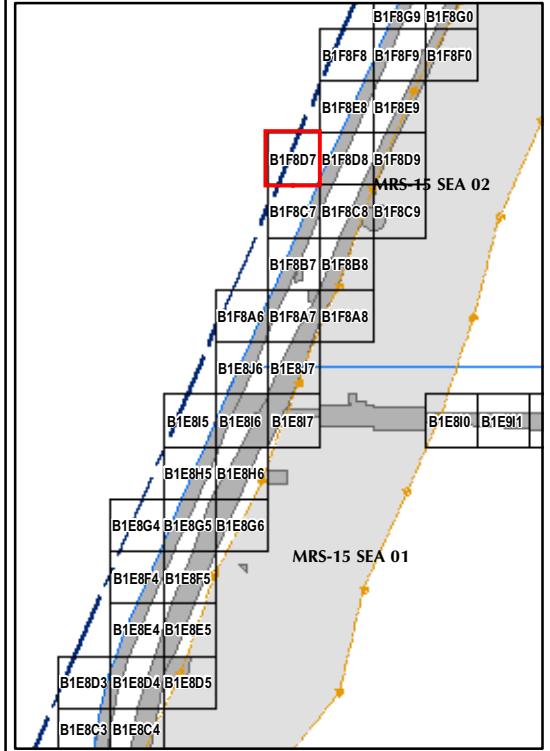 B1F8G9 B1F8G0
B1F8F8 B1F8F9 B1F8F0
B1F8E8 B1F8E9
B1F8D7 B1F8D8 B1F8D9
MRS-15 SEA 02
B1F8C7 B1F8C8 B1F8C9
B1F8B7 B1F8B8
B1F8A6 B1F8A7 B1F8A8
B1E8J6 B1E8J7
B1E8I5 B1E8I6 B1E8I7 B1E8I0 B1E9I1
B1E8H5 B1E8H6
B1E8G4 B1E8G5 B1E8G6
MRS-15 SEA 01
B1E8F4 B1E8F5
B1E8E4 B1E8E5
B1E8D3 B1E8D4 B1E8D5
B1E8C3 B1E8C4